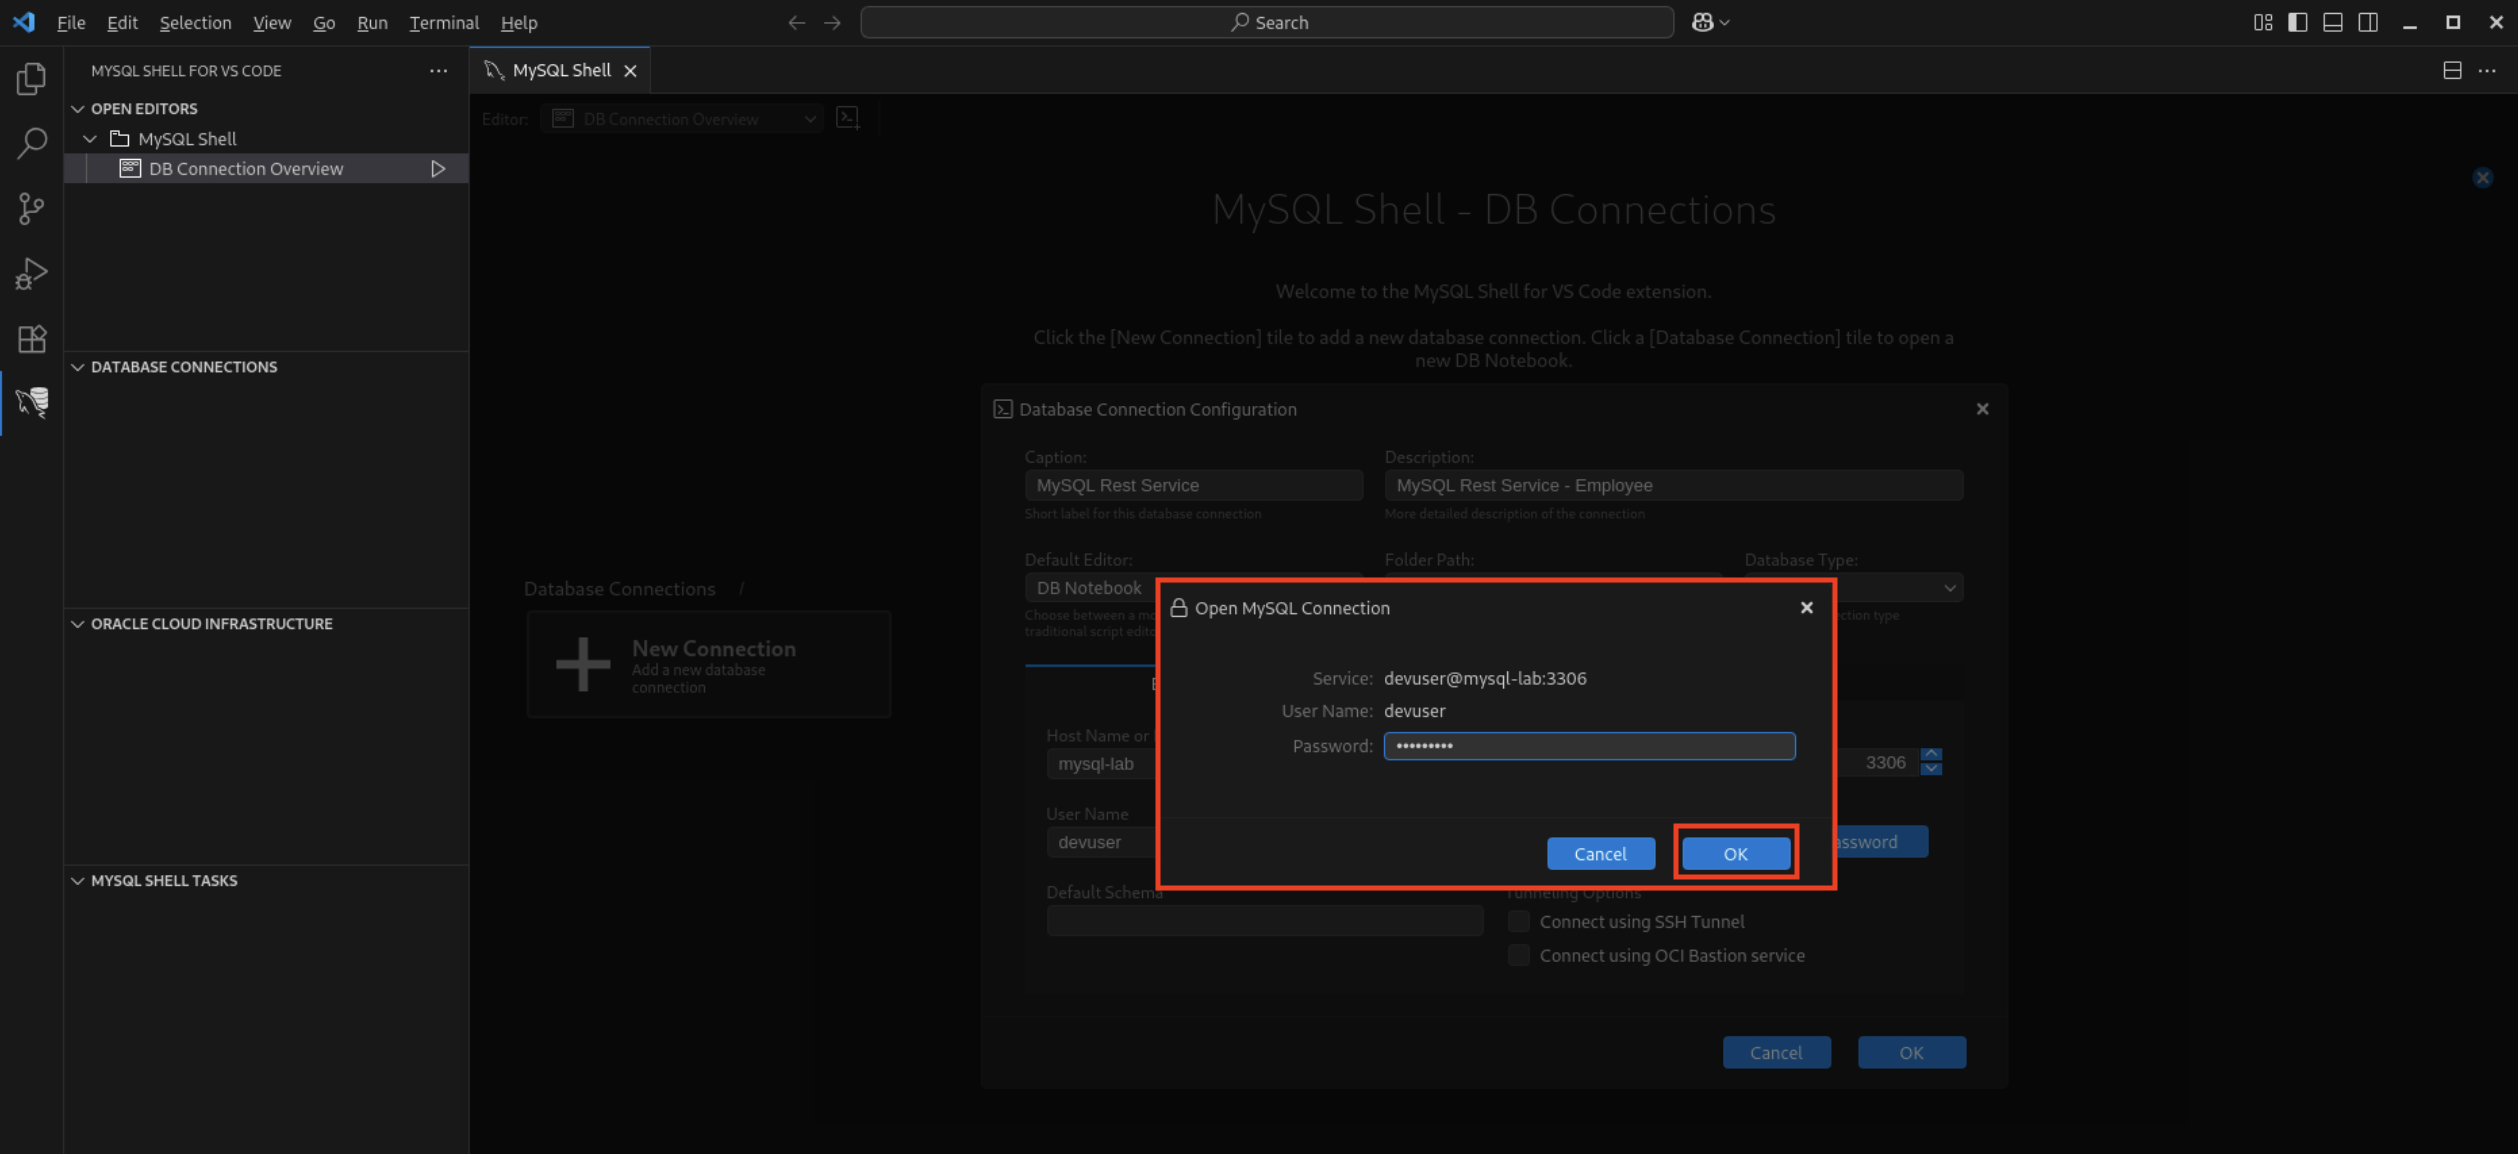 File Edit Selection View Go Run Terminal Help
Search
MYSQL SHELL FOR VS CODE
OPEN EDITORS
MySQL Shell
DB Connection Overview
DATABASE CONNECTIONS
ORACLE CLOUD INFRASTRUCTURE
MYSQL SHELL TASKS
MySQL Shell
Editor: DB Connection Overview
MySQL Shell - DB Connections
Welcome to the MySQL Shell for VS Code extension.
Click the [New Connection] tile to add a new database connection. Click a [Database Connection] tile to open a
new DB Notebook.
Database Connections /
New Connection
Add a new database
connection
Database Connection Configuration
Caption: Description:
MySQL Rest Service MySQL Rest Service - Employee
Short label for this database connection More detailed description of the connection
Default Editor: Folder Path: Database Type:
DB Notebook
Choose between a mo
traditional script edito
ction type
Open MySQL Connection
Service: devuser@mysql-lab:3306
User Name: devuser
Password: •••••••••
Cancel OK
Host Name or
mysql-lab 3306
User Name
devuser assword
Default Schema Tunneling Options
Connect using SSH Tunnel
Connect using OCI Bastion service
Cancel OK